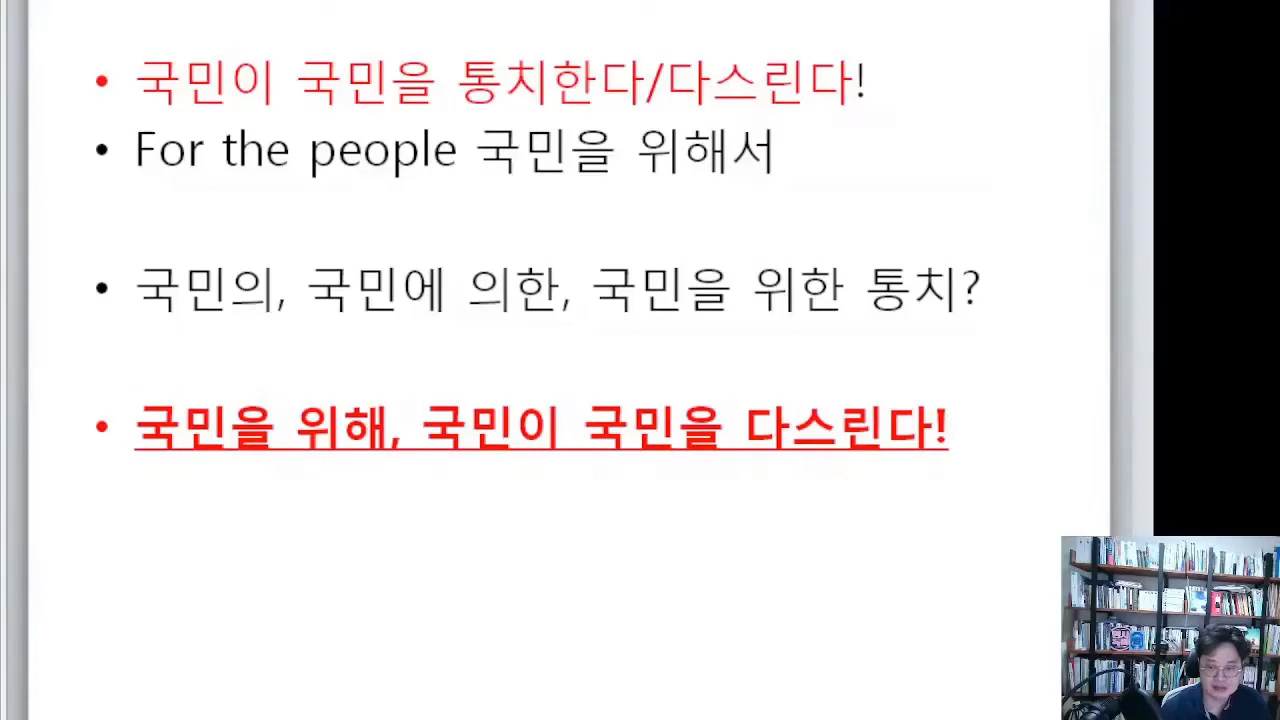 국민이 국민을 통치한다/다스린다!
For the people 국민을 위해서
국민의, 국민에 의한, 국민을 위한 통치?
국민을 위해, 국민이 국민을 다스린다!